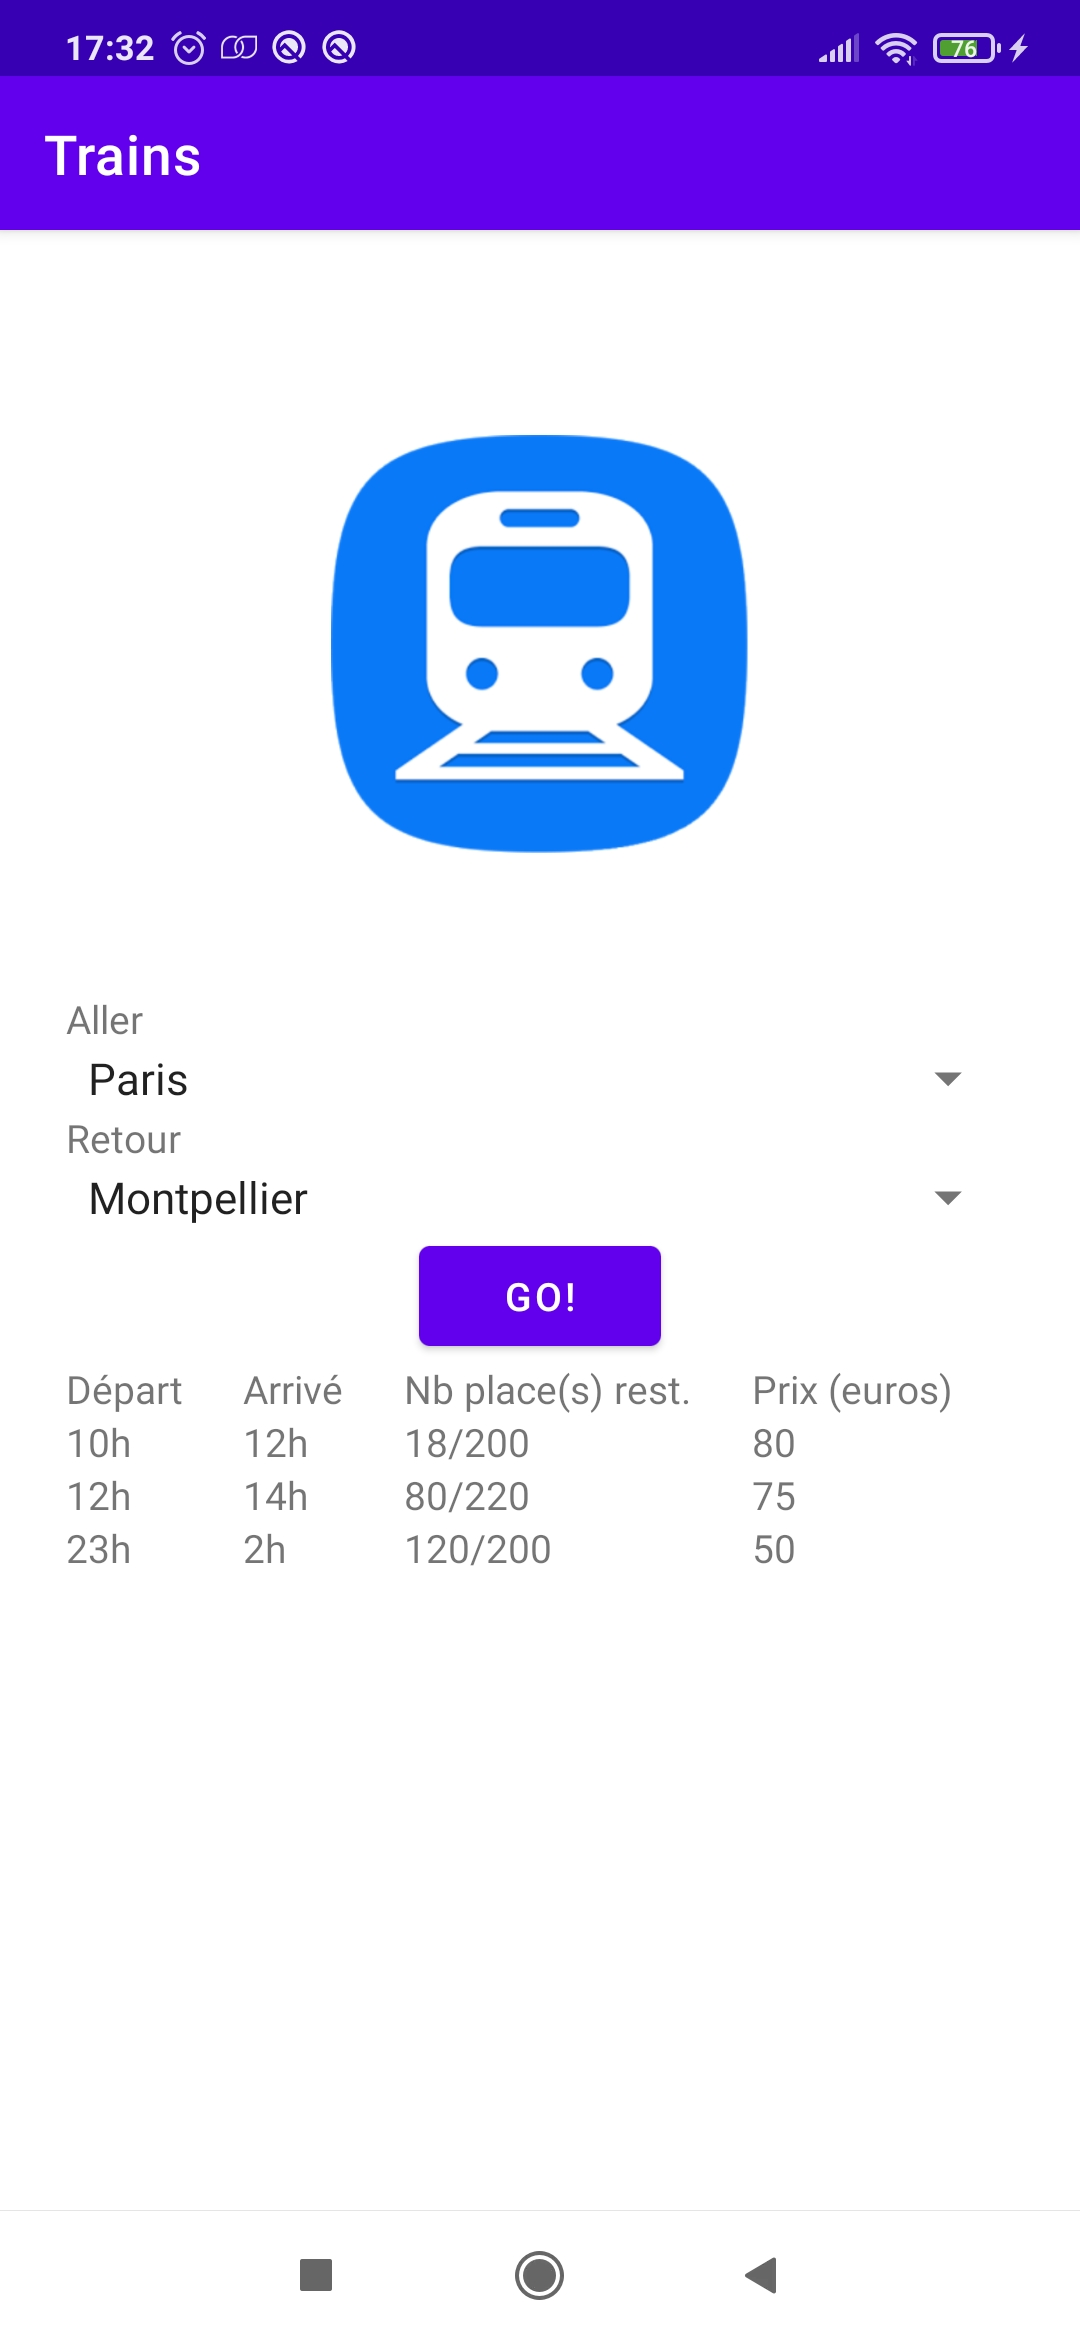 17:32 76
Trains
Aller
Paris
Retour
Montpellier
GO!
Départ Arrivé Nb place(s) rest. Prix (euros)
10h 12h 18/200 80
12h 14h 80/220 75
23h 2h 120/200 50